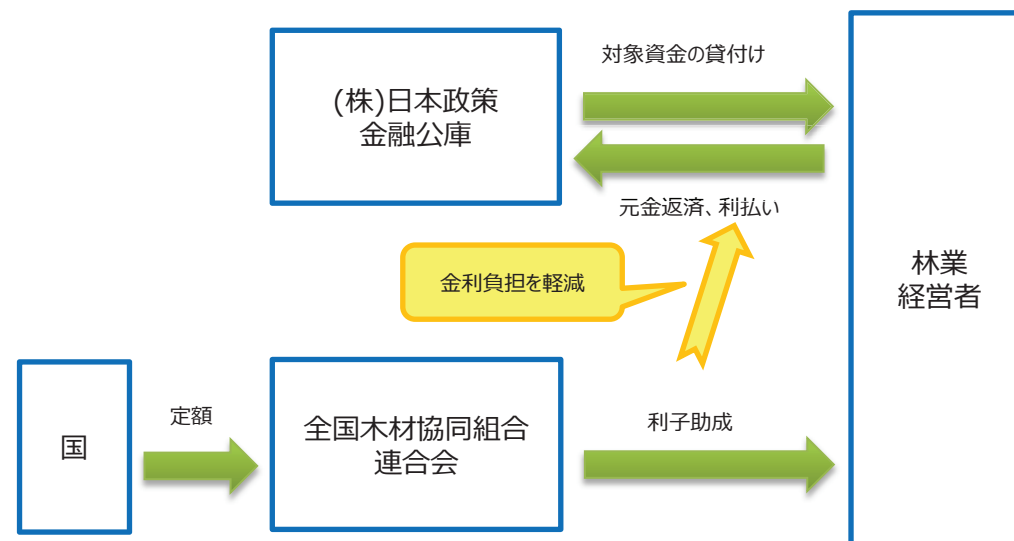 対象資金の貸付け
(株)日本政策
金融公庫
元金返済、利払い
金利負担を軽減
林業
経営者
国
定額
全国木材協同組合
連合会
利子助成